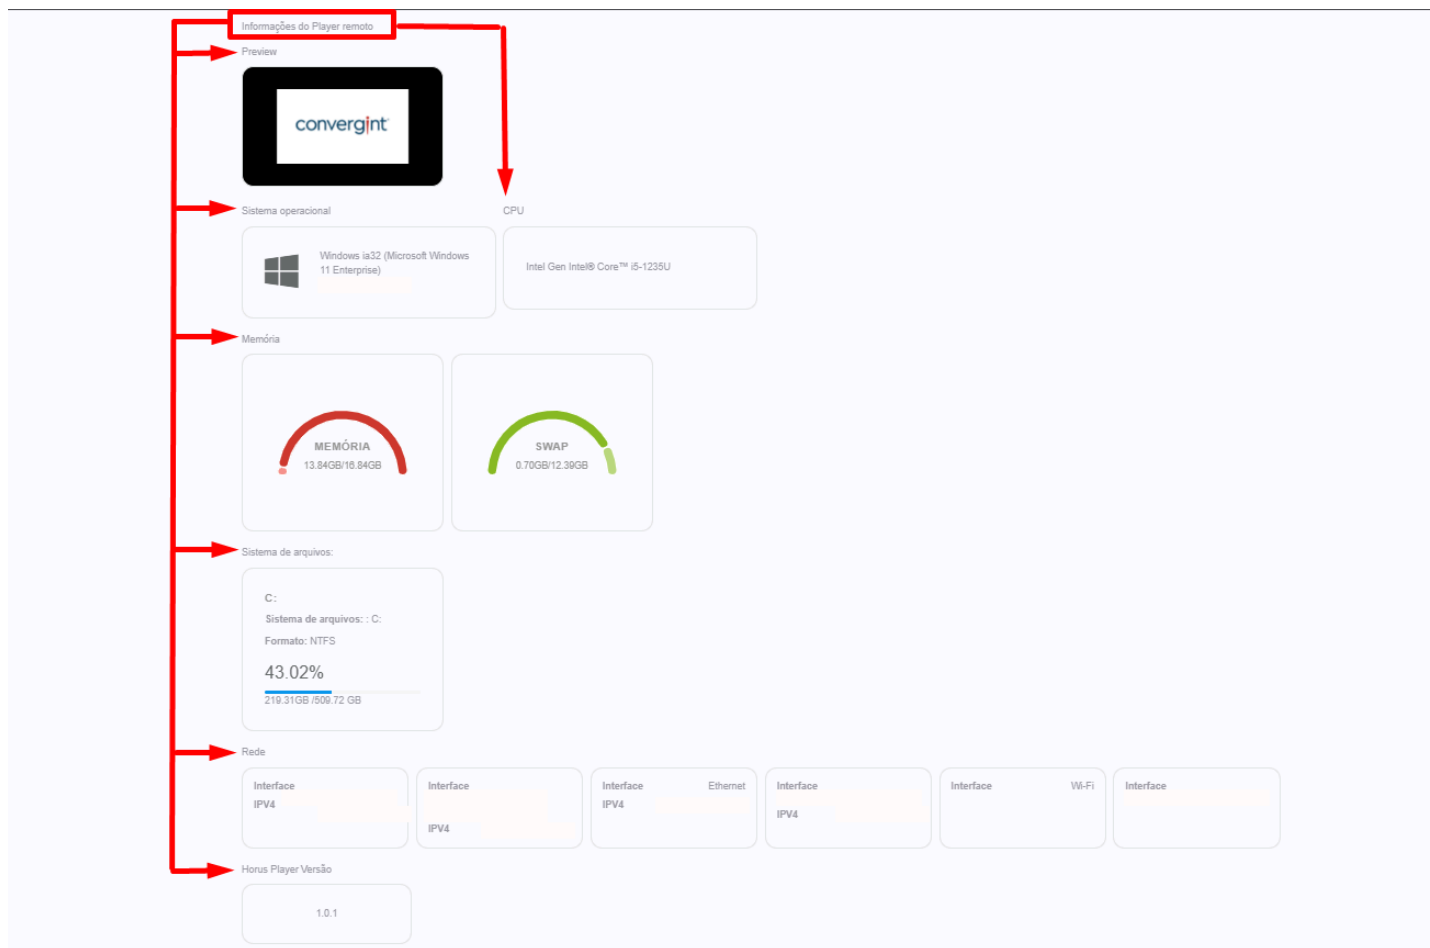 Informações do Player remoto
Preview
convergint
Sistema operacional
CPU
Windows ia32 (Microsoft Windows
11 Enterprise)
Intel Gen Intel® Core™ i5-1235U
Memória
MEMÓRIA
13.84GB/16.84GB
SWAP
0.70GB/12.39GB
Sistema de arquivos:
C:
Sistema de arquivos: : C:
Formato: NTFS
43.02%
219.31GB /509.72 GB
Rede
Interface
IPV4
Interface
IPV4
Interface Ethernet
IPV4
Interface
IPV4
Interface Wi-Fi
Interface
Horus Player Versão
1.0.1